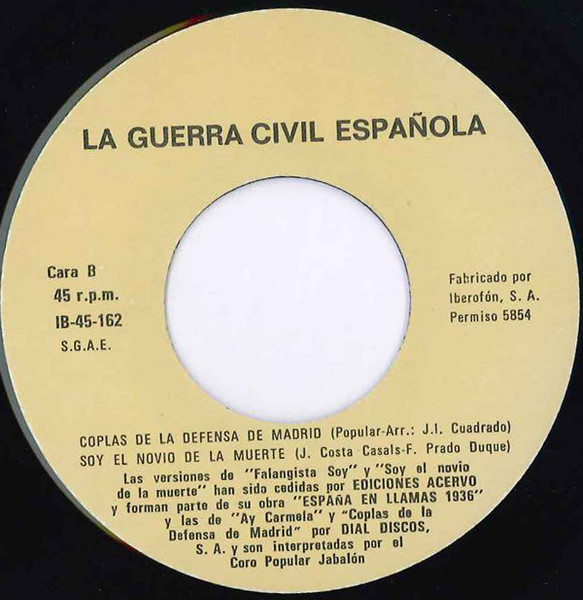 LA GUERRA CIVIL ESPAÑOLA
Cara B
45 r.p.m.
IB-45-162
S.G.A.E.
Fabricado por
Iberofón, S. A.
Permiso 5854
COPLAS DE LA DEFENSA DE MADRID (Popular-Arr.: J.I. Cuadrado)
SOY EL NOVIO DE LA MUERTE (J. Costa Casals-F. Prado Duque)
Las versiones de "Falangista Soy" y "Soy el novio
de la muerte" han sido cedidas por EDICIONES ACERVO
y forman parte de su obra "ESPAÑA EN LLAMAS 1936"
y las de "Ay Carmela" y "Coplas de la
Defensa de Madrid" por DIAL DISCOS,
S. A. y son interpretadas por el
Coro Popular Jabalón